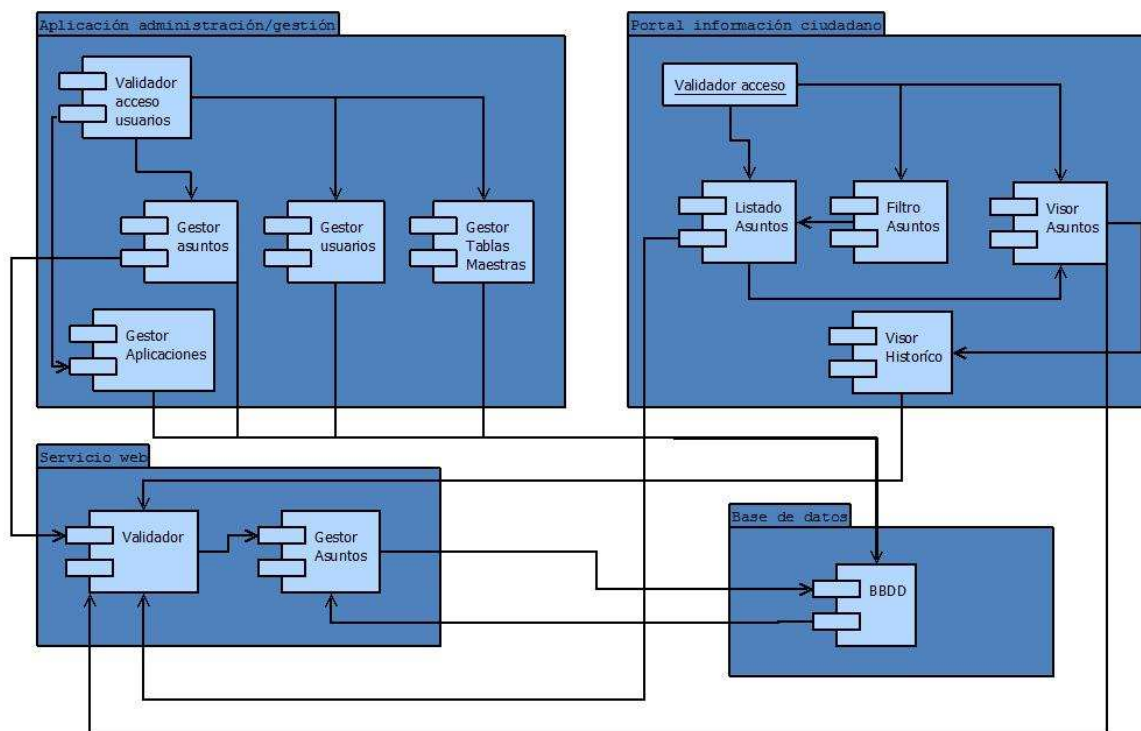 Aplicación administración/gestión
Validador
acceso
usuarios
Gestor
asuntos
Gestor
usuarios
Gestor
Tablas
Maestras
Gestor
Aplicaciones
Portal información ciudadano
Validador acceso
Listado
Asuntos
Filtro
Asuntos
Visor
Asuntos
Visor
Historíco
Servicio web
Validador
Gestor
Asuntos
Base de datos
BBDD